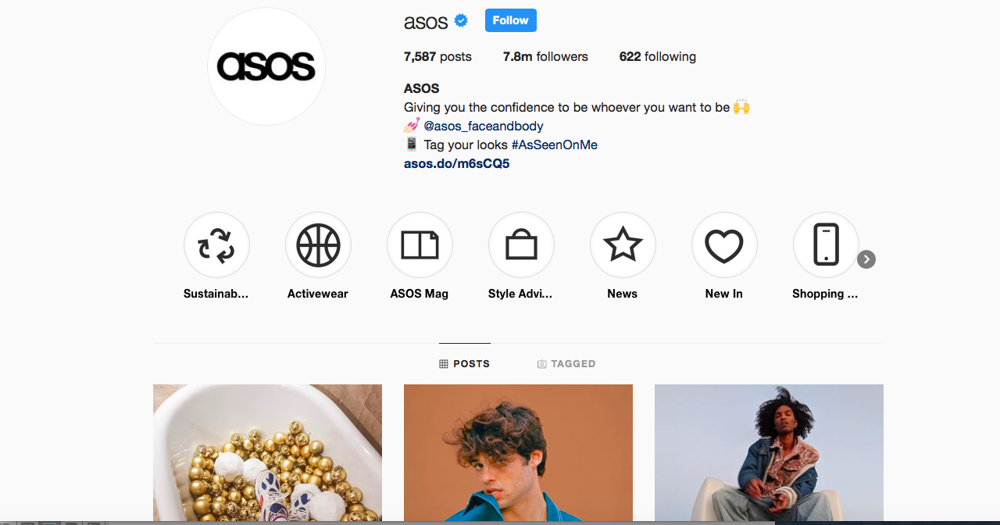 asos
asos Follow
7,587 posts 7.8m followers 622 following
ASOS
Giving you the confidence to be whoever you want to be 🙌
💅🏻 @asos_faceandbody
📱 Tag your looks #AsSeenOnMe
asos.do/m6sCQ5
Sustainab... Activewear ASOS Mag Style Advi... News New In Shopping ...
POSTS TAGGED